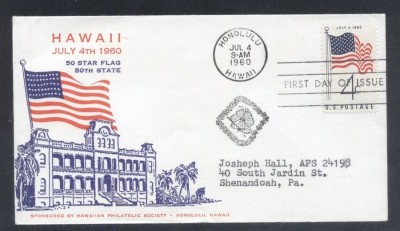 HAWAII
JULY 4TH 1960
50 STAR FLAG
50TH STATE
HONOLULU
JUL 4
9-AM
1960
HAWAII
JULY 4, 1960
FIRST DAY OF ISSUE
4¢
U.S. POSTAGE
Josheph Hall, APS 24193
40 South Jardin St.
Shenandoah, Pa.
SPONSORED BY HAWAIIAN PHILATELIC SOCIETY - HONOLULU, HAWAII